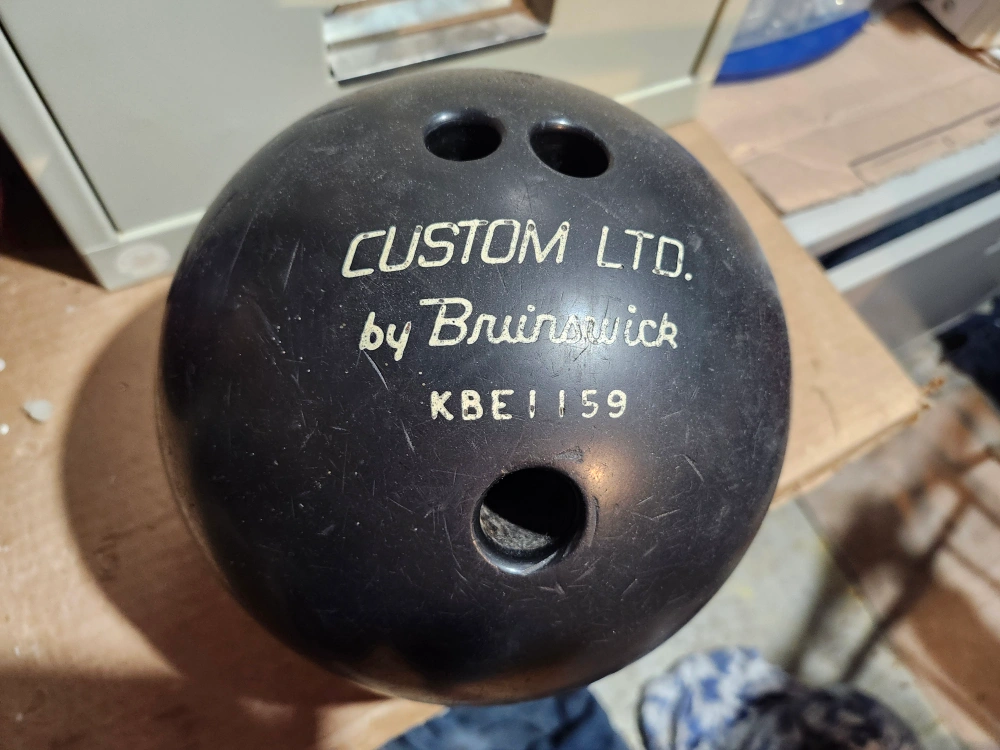 CUSTOM LTD.
by Brunswick
KBE1159